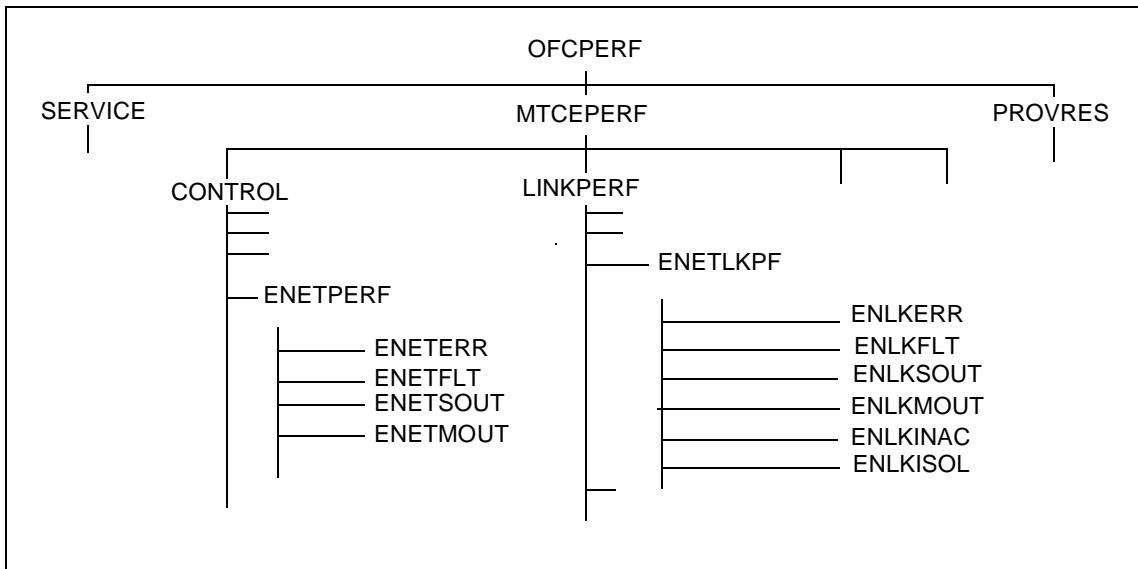 OFCPERF
SERVICE
MTCEPERF
PROVRES
CONTROL
LINKPERF
ENETLKPF
ENETPERF
ENLKERR
ENETERR
ENLKFLT
ENETFLT
ENLKSOUT
ENETSOUT
ENLKMOUT
ENETMOUT
ENLKINAC
ENLKISOL